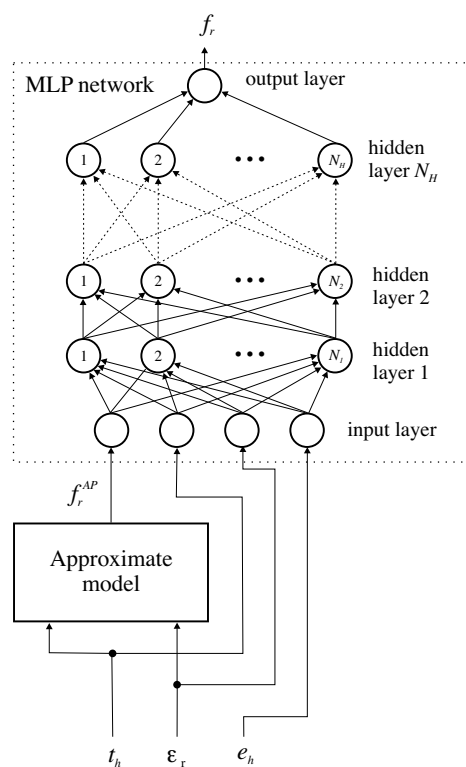 f_r
MLP network
output layer
1 2 ••• N_H
hidden layer N_H
1 2 ••• N_2
hidden layer 2
1 2 ••• N_1
hidden layer 1
input layer
f_r^AP
Approximate
model
t_h ε_r e_h